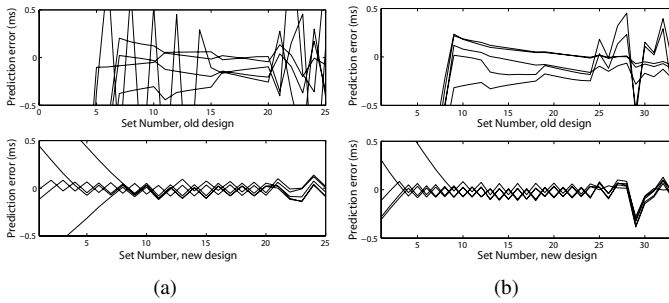 0.5
0
−0.5
Prediction error (ms)
0 5 10 15 20 25
Set Number, old design
0.5
0
−0.5
Prediction error (ms)
5 10 15 20 25
Set Number, new design
(a)
0.5
0
−0.5
Prediction error (ms)
5 10 15 20 25 30
Set Number, old design
0.5
0
−0.5
Prediction error (ms)
5 10 15 20 25 30
Set Number, new design
(b)